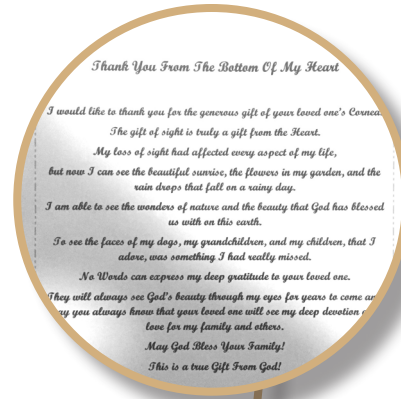 Thank You From The Bottom Of My Heart
I would like to thank you for the generous gift of your loved one's Cornea.
The gift of sight is truly a gift from the Heart.
My loss of sight had affected every aspect of my life,
but now I can see the beautiful sunrise, the flowers in my garden, and the
rain drops that fall on a rainy day.
I am able to see the wonders of nature and the beauty that God has blessed
us with on this earth.
To see the faces of my dogs, my grandchildren, and my children, that I
adore, was something I had really missed.
No Words can express my deep gratitude to your loved one.
They will always see God's beauty through my eyes for years to come
you always know that your loved one will see my deep devotion
love for my family and others.
May God Bless Your Family!
This is a true Gift From God!